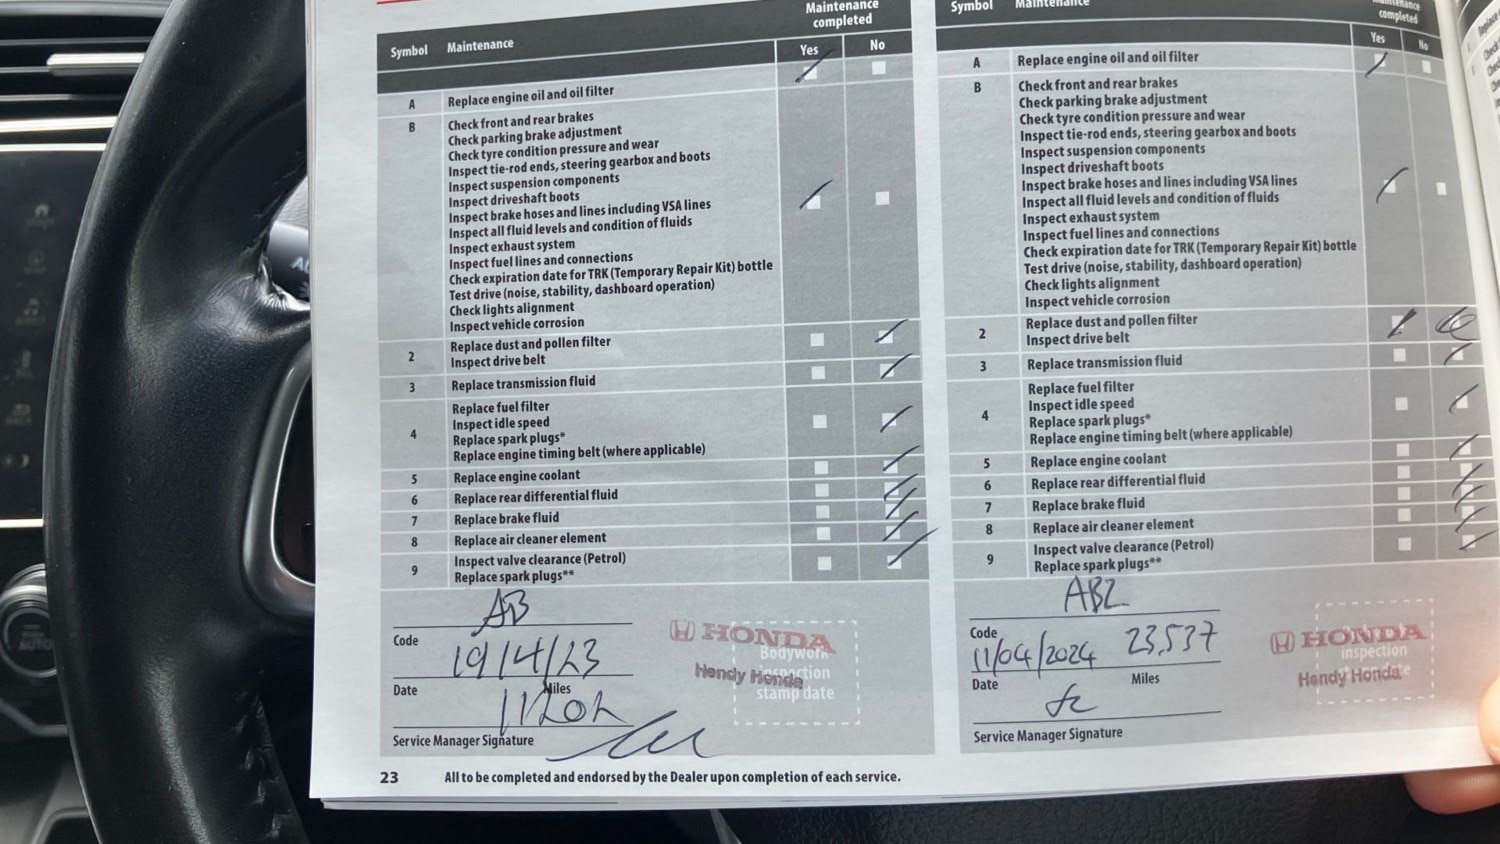 Maintenance
completed
Symbol Maintenance
Yes No
A Replace engine oil and oil filter
B Check front and rear brakes
Check parking brake adjustment
Check tyre condition pressure and wear
Inspect tie-rod ends, steering gearbox and boots
Inspect suspension components
Inspect driveshaft boots
Inspect brake hoses and lines including VSA lines
Inspect all fluid levels and condition of fluids
Inspect exhaust system
Inspect fuel lines and connections
Check expiration date for TRK (Temporary Repair Kit) bottle
Test drive (noise, stability, dashboard operation)
Check lights alignment
Inspect vehicle corrosion
2 Replace dust and pollen filter
Inspect drive belt
3 Replace transmission fluid
4 Replace fuel filter
Inspect idle speed
Replace spark plugs*
Replace engine timing belt (where applicable)
5 Replace engine coolant
6 Replace rear differential fluid
7 Replace brake fluid
8 Replace air cleaner element
9 Inspect valve clearance (Petrol)
Replace spark plugs**
AB
Code
19/4/23
Date Miles
Service Manager Signature
HONDA
Bodywork
inspection
stamp date
Hendy Honda
23 All to be completed and endorsed by the Dealer upon completion of each service.
Symbol Maintenance
Maintenance
completed
Yes No
A Replace engine oil and oil filter
B Check front and rear brakes
Check parking brake adjustment
Check tyre condition pressure and wear
Inspect tie-rod ends, steering gearbox and boots
Inspect suspension components
Inspect driveshaft boots
Inspect brake hoses and lines including VSA lines
Inspect all fluid levels and condition of fluids
Inspect exhaust system
Inspect fuel lines and connections
Check expiration date for TRK (Temporary Repair Kit) bottle
Test drive (noise, stability, dashboard operation)
Check lights alignment
Inspect vehicle corrosion
2 Replace dust and pollen filter
Inspect drive belt
3 Replace transmission fluid
4 Replace fuel filter
Inspect idle speed
Replace spark plugs*
Replace engine timing belt (where applicable)
5 Replace engine coolant
6 Replace rear differential fluid
7 Replace brake fluid
8 Replace air cleaner element
9 Inspect valve clearance (Petrol)
Replace spark plugs**
ABZ
Code
11/04/2024 23,537
Date Miles
Service Manager Signature
HONDA
inspection
Hendy Honda
AUTO